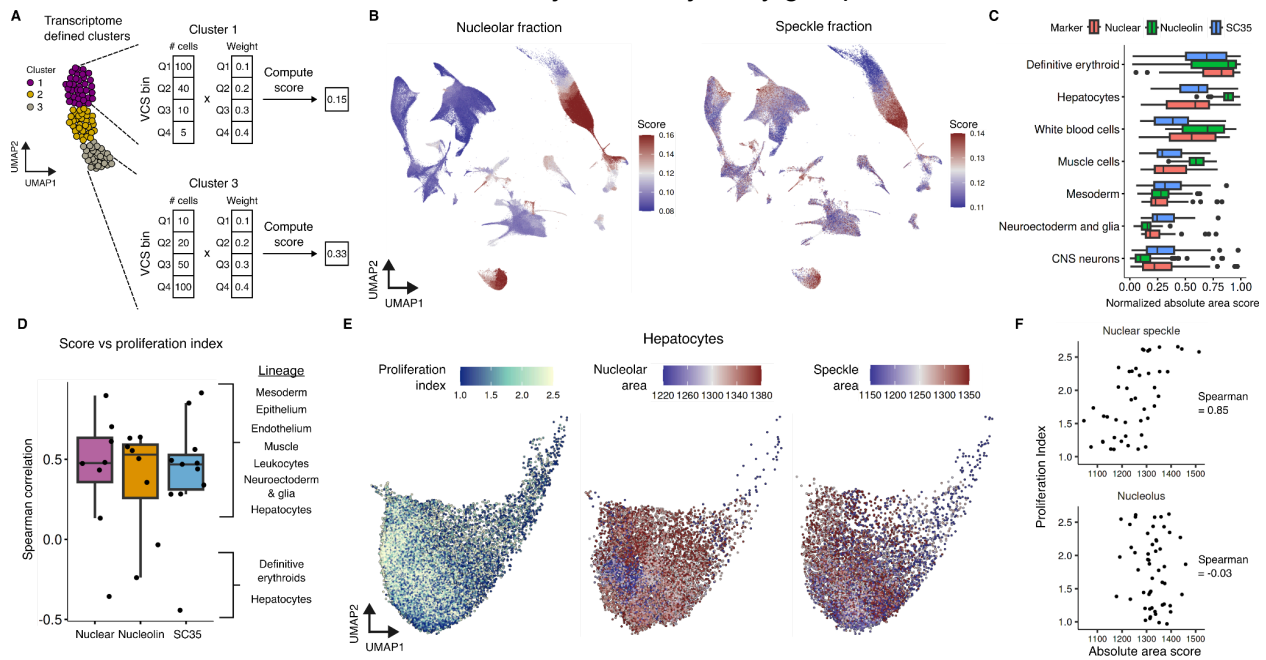 A
Transcriptome
defined clusters
Cluster
1
2
3
UMAP2
UMAP1
Cluster 1
# cells
Weight
VCS bin
Q1 100
Q2 40
Q3 10
Q4 5
x
Q1 0.1
Q2 0.2
Q3 0.3
Q4 0.4
Compute
score
0.15
Cluster 3
# cells
Weight
VCS bin
Q1 10
Q2 20
Q3 50
Q4 100
x
Q1 0.1
Q2 0.2
Q3 0.3
Q4 0.4
Compute
score
0.33
B
Nucleolar fraction
Score
0.16
0.14
0.12
0.10
0.08
Speckle fraction
Score
0.14
0.13
0.12
0.11
UMAP2
UMAP1
C
Marker Nuclear Nucleolin SC35
Definitive erythroid
Hepatocytes
White blood cells
Muscle cells
Mesoderm
Neuroectoderm and glia
CNS neurons
0.00 0.25 0.50 0.75 1.00
Normalized absolute area score
D
Score vs proliferation index
Spearman correlation
0.5
0.0
-0.5
Nuclear Nucleolin SC35
Lineage
Mesoderm
Epithelium
Endothelium
Muscle
Leukocytes
Neuroectoderm
& glia
Hepatocytes
Definitive
erythroids
Hepatocytes
E
Hepatocytes
Proliferation
index
1.0 1.5 2.0 2.5
Nucleolar
area
1220 1260 1300 1340 1380
Speckle
area
1150 1200 1250 1300 1350
UMAP2
UMAP1
F
Nuclear speckle
2.5
2.0
1.5
1.0
1100 1200 1300 1400 1500
Spearman
= 0.85
Proliferation Index
Nucleolus
2.5
2.0
1.5
1.0
1100 1200 1300 1400 1500
Spearman
= -0.03
Absolute area score